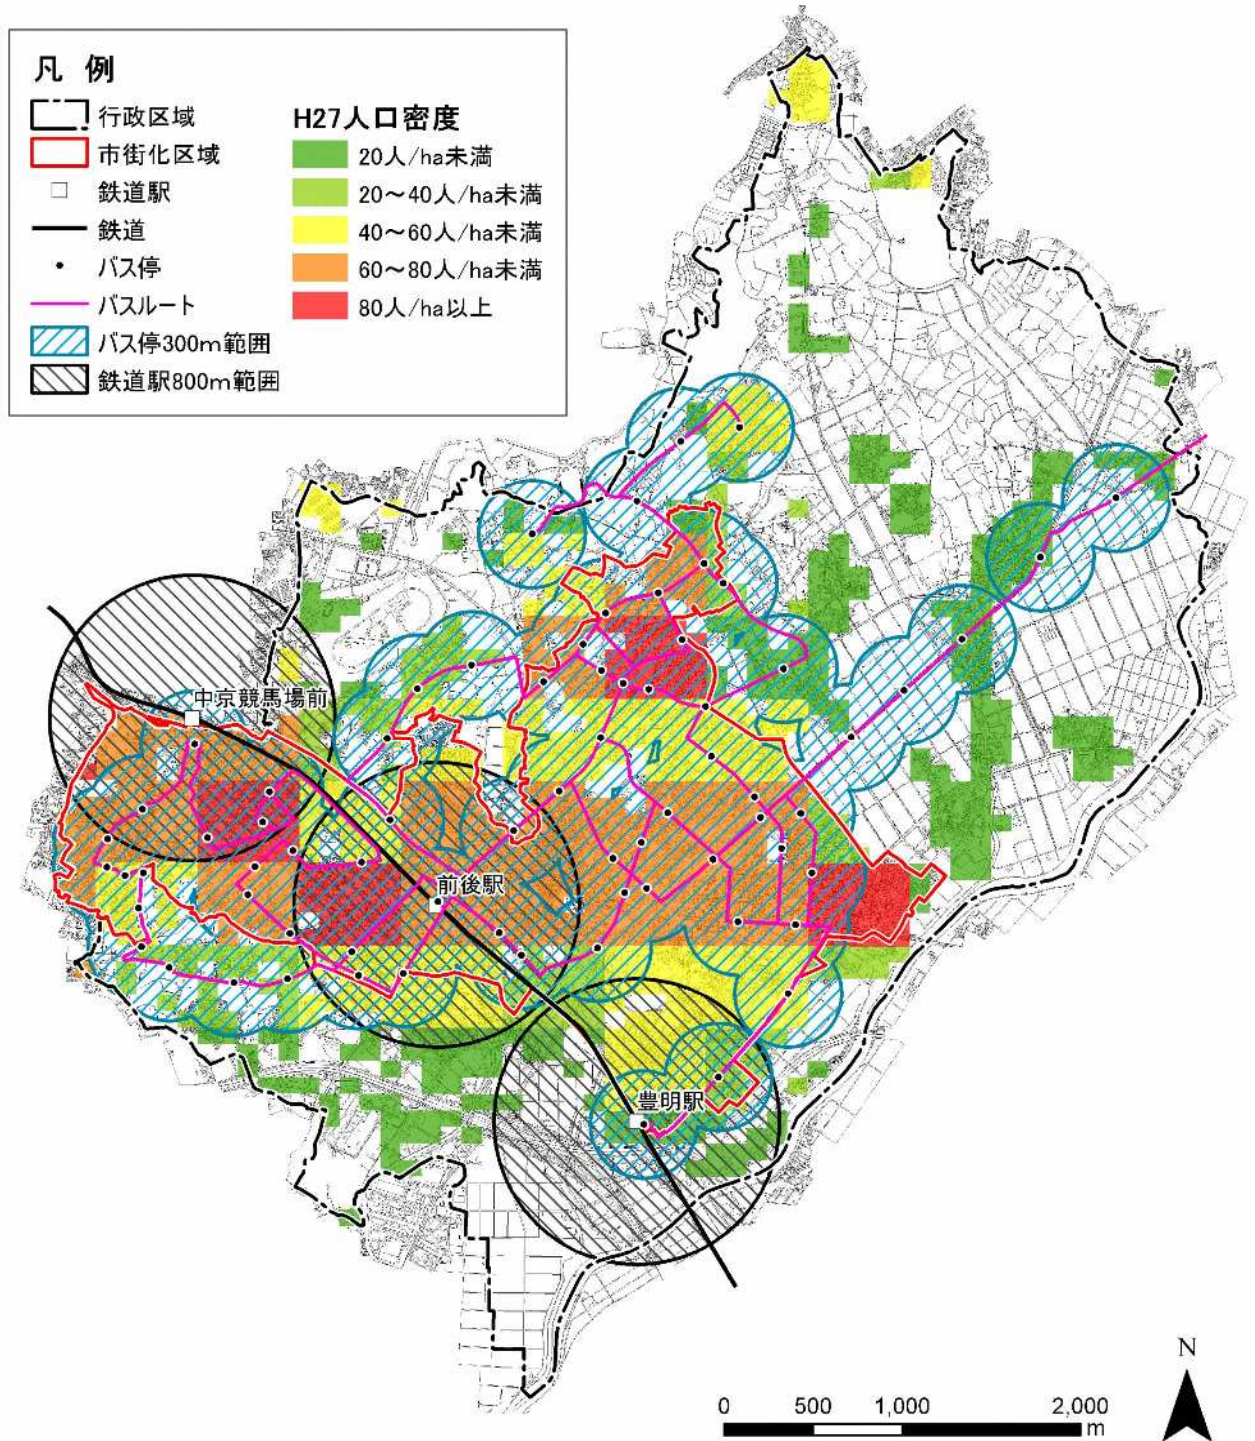 凡 例
行政区域
市街化区域
鉄道駅
鉄道
バス停
バスルート
バス停300m範囲
鉄道駅800m範囲
H27人口密度
20人/ha未満
20～40人/ha未満
40～60人/ha未満
60～80人/ha未満
80人/ha以上
中京競馬場前
前後駅
豊明駅
N
0 500 1,000 2,000
m